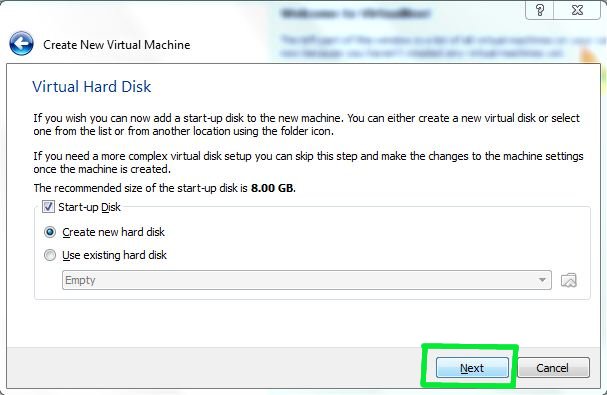 Welcome to VirtualBox!
Create New Virtual Machine
Virtual Hard Disk
If you wish you can now add a start-up disk to the new machine. You can either create a new virtual disk or select
one from the list or from another location using the folder icon.
If you need a more complex virtual disk setup you can skip this step and make the changes to the machine settings
once the machine is created.
The recommended size of the start-up disk is 8.00 GB.
Start-up Disk
Create new hard disk
Use existing hard disk
Empty
Next
Cancel